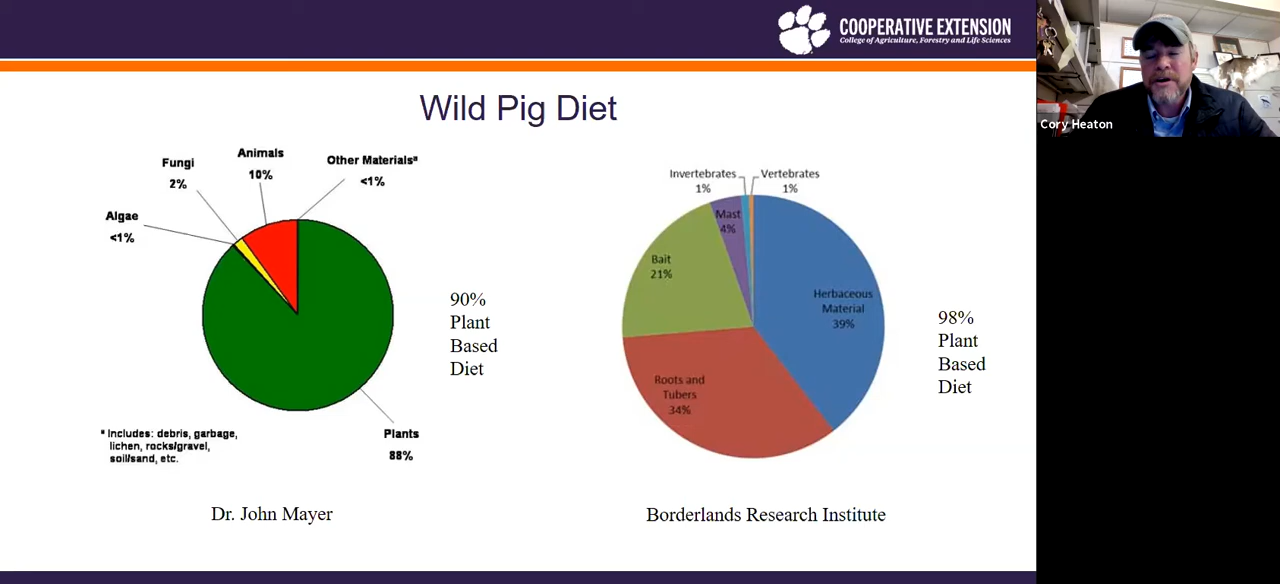 COOPERATIVE EXTENSION
College of Agriculture, Forestry and Life Sciences
Cory Heaton
Wild Pig Diet
Fungi
2%
Animals
10%
Other Materialsª
<1%
Algae
<1%
Plants
88%
90%
Plant
Based
Diet
ª Includes: debris, garbage,
lichen, rocks/gravel,
soil/sand, etc.
Dr. John Mayer
Invertebrates
1%
Vertebrates
1%
Mast
4%
Bait
21%
Herbaceous
Material
39%
Roots and
Tubers
34%
98%
Plant
Based
Diet
Borderlands Research Institute